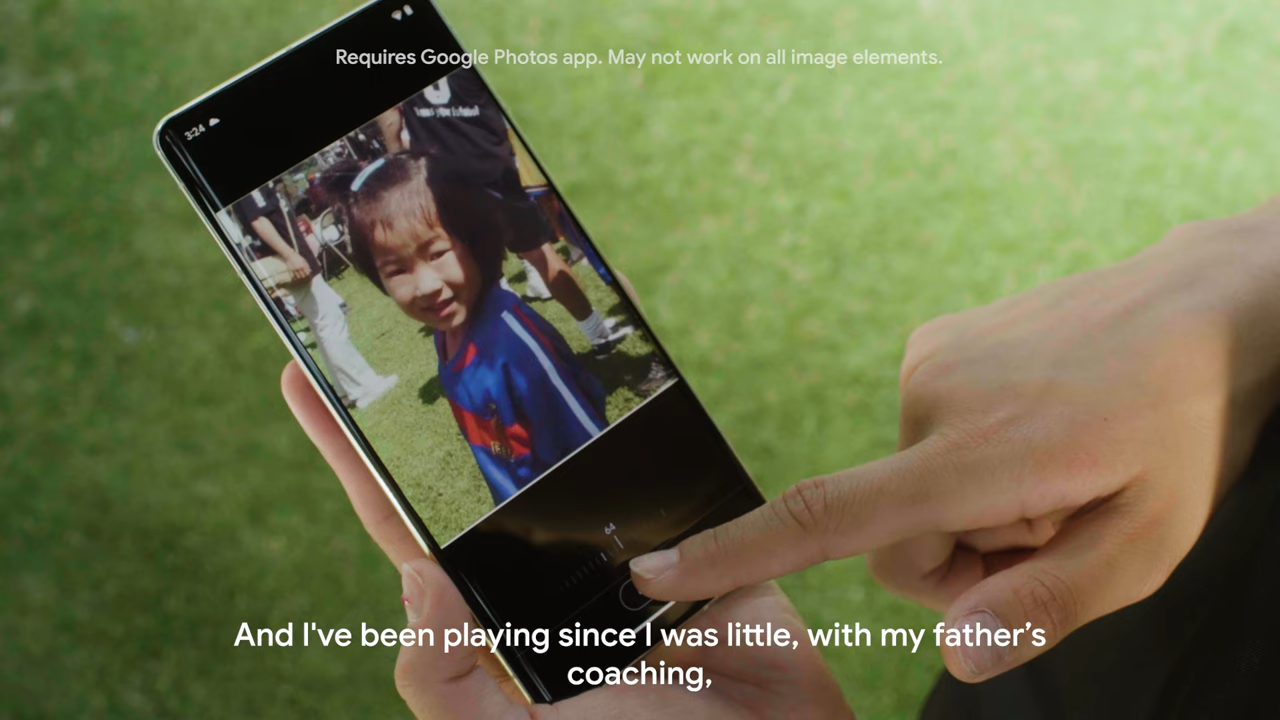 Requires Google Photos app. May not work on all image elements.
3:24
64
And I've been playing since I was little, with my father’s
coaching,